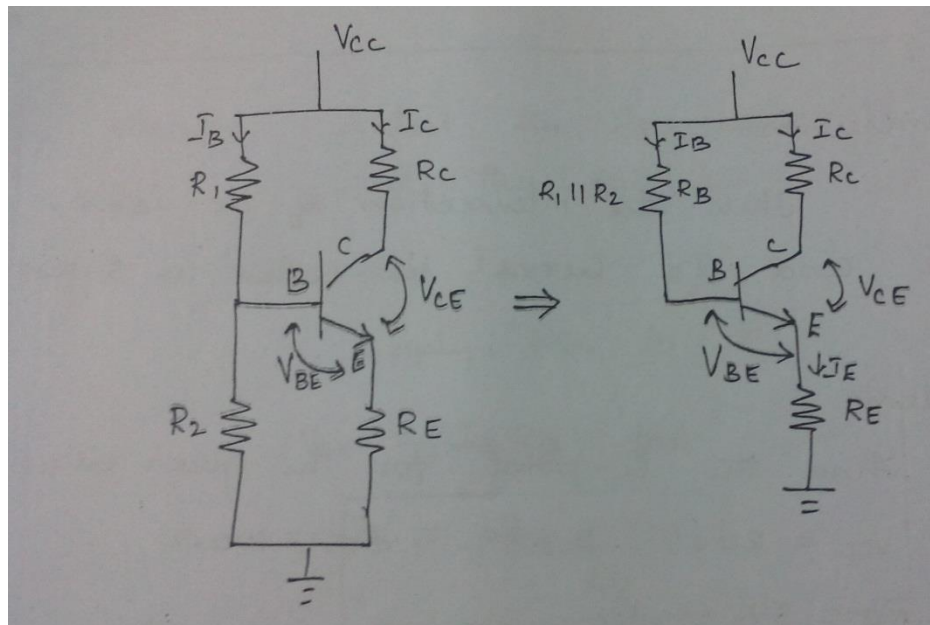 VCC
IB
IC
R1
RC
C
B
VCE
E
VBE
R2
RE
⇒
VCC
IB
IC
R1 || R2
RB
RC
C
B
VCE
E
VBE
IE
RE